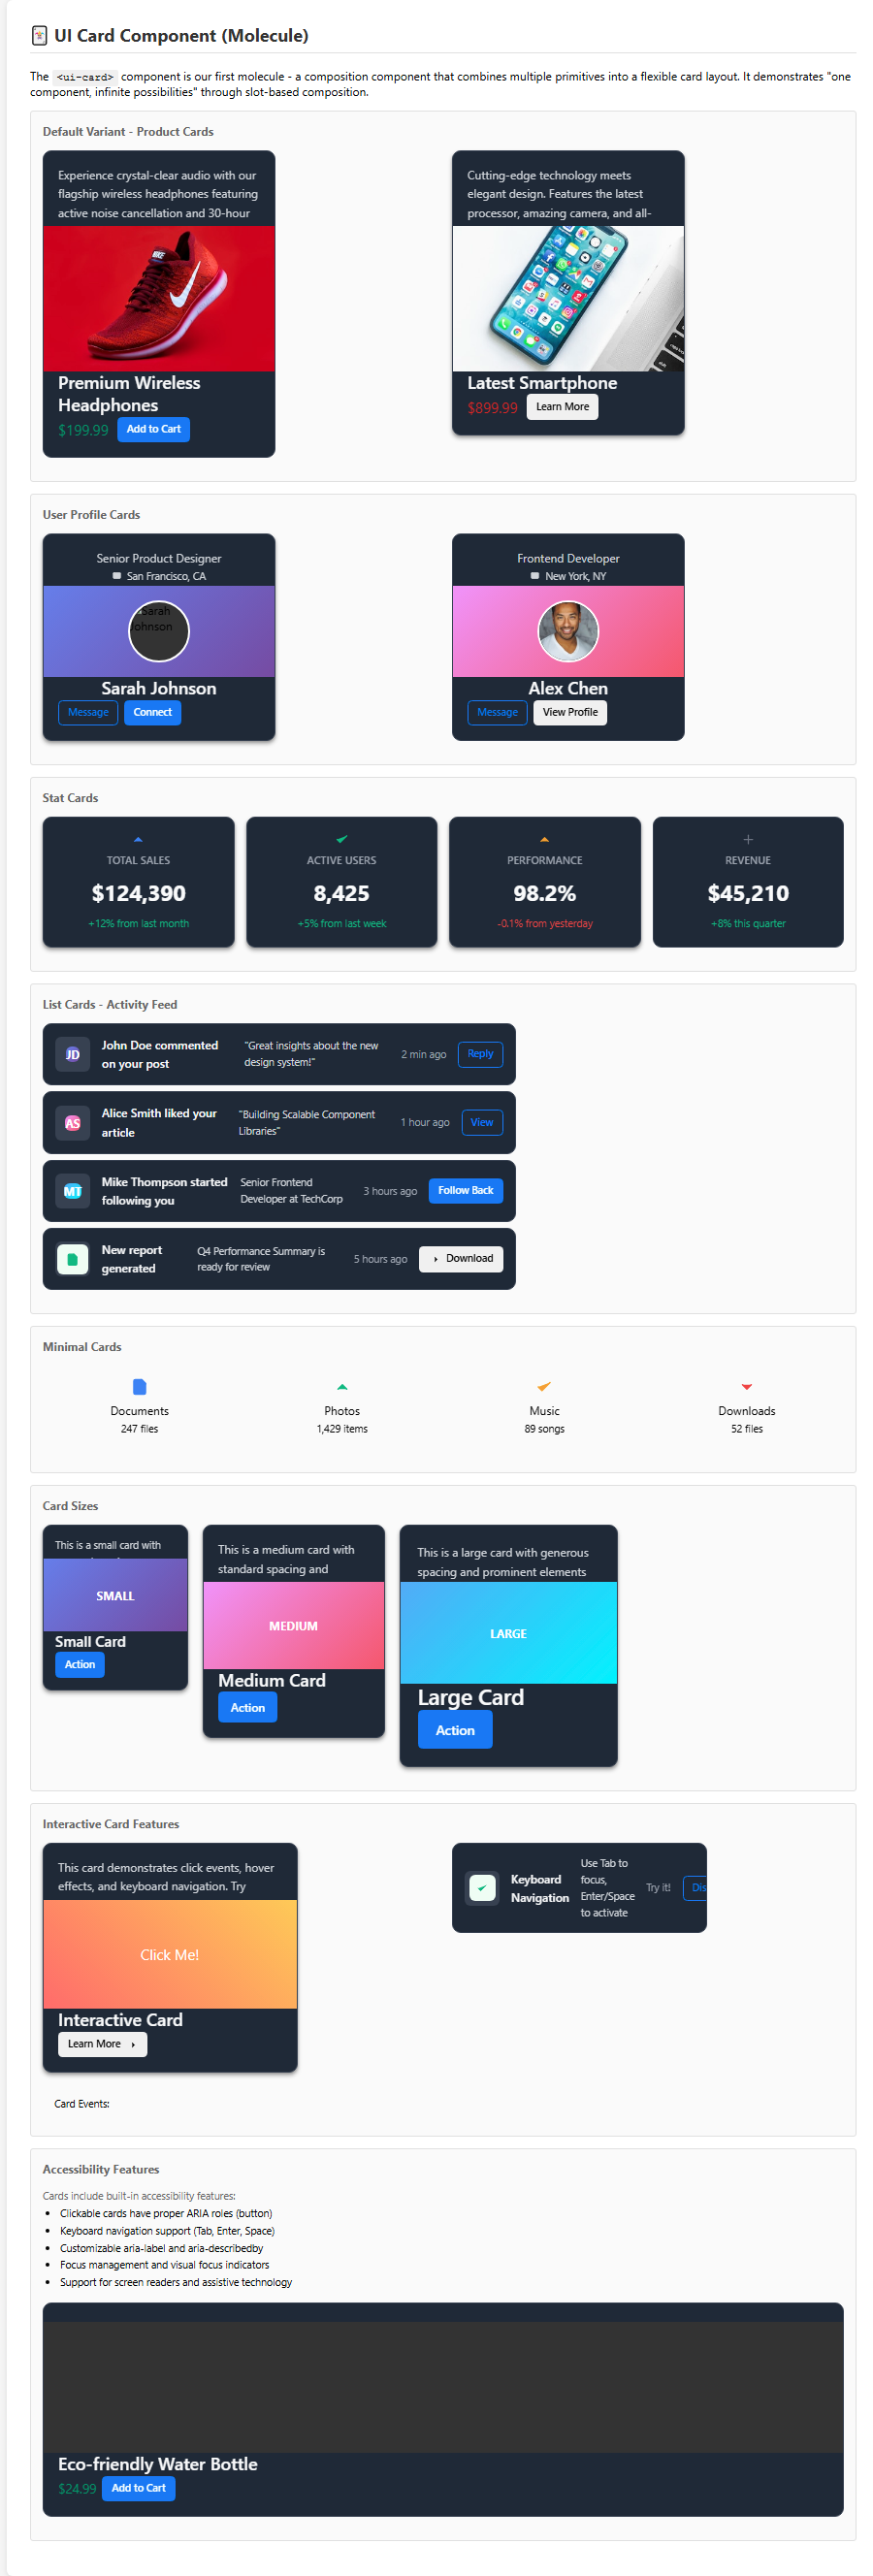 UI Card Component (Molecule)
The <ui-card> component is our first molecule - a composition component that combines multiple primitives into a flexible card layout. It demonstrates "one
component, infinite possibilities" through slot-based composition.
Default Variant - Product Cards
Experience crystal-clear audio with our
flagship wireless headphones featuring
active noise cancellation and 30-hour
Premium Wireless
Headphones
$199.99 Add to Cart
Cutting-edge technology meets
elegant design. Features the latest
processor, amazing camera, and all-
Latest Smartphone
$899.99 Learn More
User Profile Cards
Senior Product Designer
San Francisco, CA
Sarah
Johnson
Sarah Johnson
Message Connect
Frontend Developer
New York, NY
Alex Chen
Message View Profile
Stat Cards
TOTAL SALES
$124,390
+12% from last month
ACTIVE USERS
8,425
+5% from last week
PERFORMANCE
98.2%
-0.1% from yesterday
REVENUE
$45,210
+8% this quarter
List Cards - Activity Feed
JD
John Doe commented
on your post
"Great insights about the new
design system!"
2 min ago
Reply
AS
Alice Smith liked your
article
"Building Scalable Component
Libraries"
1 hour ago
View
MT
Mike Thompson started
following you
Senior Frontend
Developer at TechCorp
3 hours ago
Follow Back
New report
generated
Q4 Performance Summary is
ready for review
5 hours ago
Download
Minimal Cards
Documents
247 files
Photos
1,429 items
Music
89 songs
Downloads
52 files
Card Sizes
This is a small card with
SMALL
Small Card
Action
This is a medium card with
standard spacing and
MEDIUM
Medium Card
Action
This is a large card with generous
spacing and prominent elements
LARGE
Large Card
Action
Interactive Card Features
This card demonstrates click events, hover
effects, and keyboard navigation. Try
Click Me!
Interactive Card
Learn More
Keyboard
Navigation
Use Tab to
focus,
Enter/Space
to activate
Try it!
Dis
Card Events:
Accessibility Features
Cards include built-in accessibility features:
• Clickable cards have proper ARIA roles (button)
• Keyboard navigation support (Tab, Enter, Space)
• Customizable aria-label and aria-describedby
• Focus management and visual focus indicators
• Support for screen readers and assistive technology
Eco-friendly Water Bottle
$24.99 Add to Cart